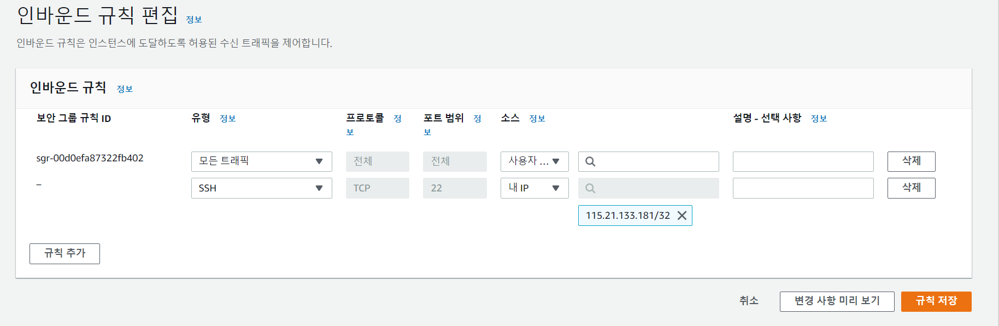 인바운드 규칙 편집 정보
인바운드 규칙은 인스턴스에 도달하도록 허용된 수신 트래픽을 제어합니다.
인바운드 규칙 정보
보안 그룹 규칙 ID 유형 정보 프로토콜 정보 포트 범위 정보 소스 정보 설명 - 선택 사항 정보
sgr-00d0efa87322fb402 모든 트래픽 전체 전체 사용자 ... 삭제
– SSH TCP 22 내 IP 삭제
115.21.133.181/32
규칙 추가
취소 변경 사항 미리 보기 규칙 저장